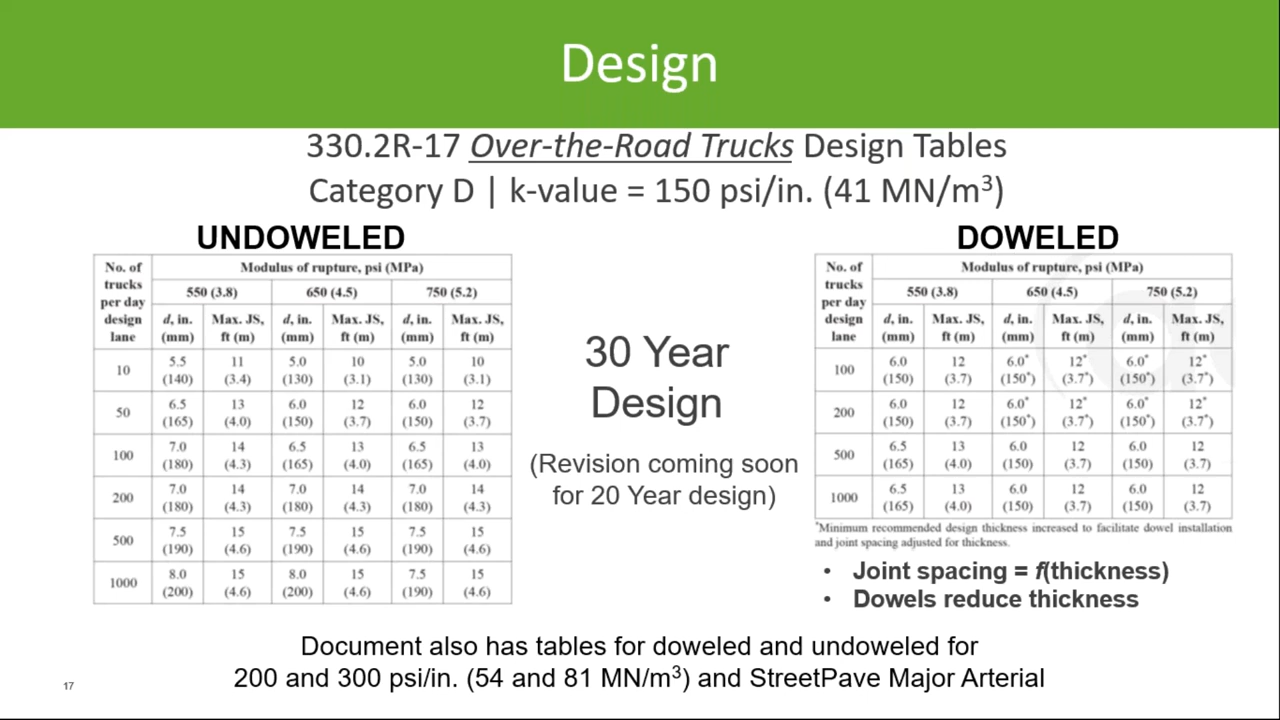 Design
330.2R-17 Over-the-Road Trucks Design Tables
Category D | k-value = 150 psi/in. (41 MN/m³)
UNDOWELED
No. of trucks per day design lane
Modulus of rupture, psi (MPa)
550 (3.8) 650 (4.5) 750 (5.2)
d, in. (mm) Max. JS, ft (m) d, in. (mm) Max. JS, ft (m) d, in. (mm) Max. JS, ft (m)
10 5.5 (140) 11 (3.4) 5.0 (130) 10 (3.1) 5.0 (130) 10 (3.1)
50 6.5 (165) 13 (4.0) 6.0 (150) 12 (3.7) 6.0 (150) 12 (3.7)
100 7.0 (180) 14 (4.3) 6.5 (165) 13 (4.0) 6.5 (165) 13 (4.0)
200 7.0 (180) 14 (4.3) 7.0 (180) 14 (4.3) 7.0 (180) 14 (4.3)
500 7.5 (190) 15 (4.6) 7.5 (190) 15 (4.6) 7.5 (190) 15 (4.6)
1000 8.0 (200) 15 (4.6) 8.0 (200) 15 (4.6) 7.5 (190) 15 (4.6)
30 Year
Design
(Revision coming soon
for 20 Year design)
DOWELED
No. of trucks per day design lane
Modulus of rupture, psi (MPa)
550 (3.8) 650 (4.5) 750 (5.2)
d, in. (mm) Max. JS, ft (m) d, in. (mm) Max. JS, ft (m) d, in. (mm) Max. JS, ft (m)
100 6.0 (150) 12 (3.7) 6.0* (150*) 12* (3.7*) 6.0* (150*) 12* (3.7*)
200 6.0 (150) 12 (3.7) 6.0* (150*) 12* (3.7*) 6.0* (150*) 12* (3.7*)
500 6.5 (165) 13 (4.0) 6.0 (150) 12 (3.7) 6.0 (150) 12 (3.7)
1000 6.5 (165) 13 (4.0) 6.0 (150) 12 (3.7) 6.0 (150) 12 (3.7)
*Minimum recommended design thickness increased to facilitate dowel installation
and joint spacing adjusted for thickness.
• Joint spacing = f(thickness)
• Dowels reduce thickness
Document also has tables for doweled and undoweled for
200 and 300 psi/in. (54 and 81 MN/m³) and StreetPave Major Arterial
17